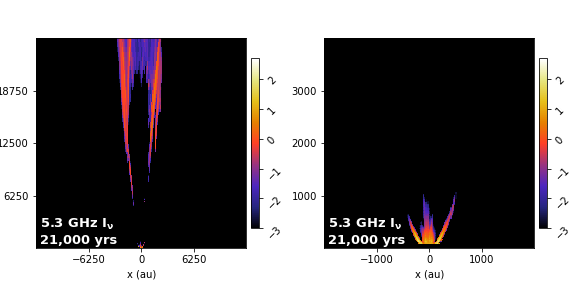 18750
12500
6250
5.3 GHz Iν
21,000 yrs
−6250 0 6250
x (au)
2
1
0
−1
−2
−3
3000
2000
1000
5.3 GHz Iν
21,000 yrs
−1000 0 1000
x (au)
2
1
0
−1
−2
−3